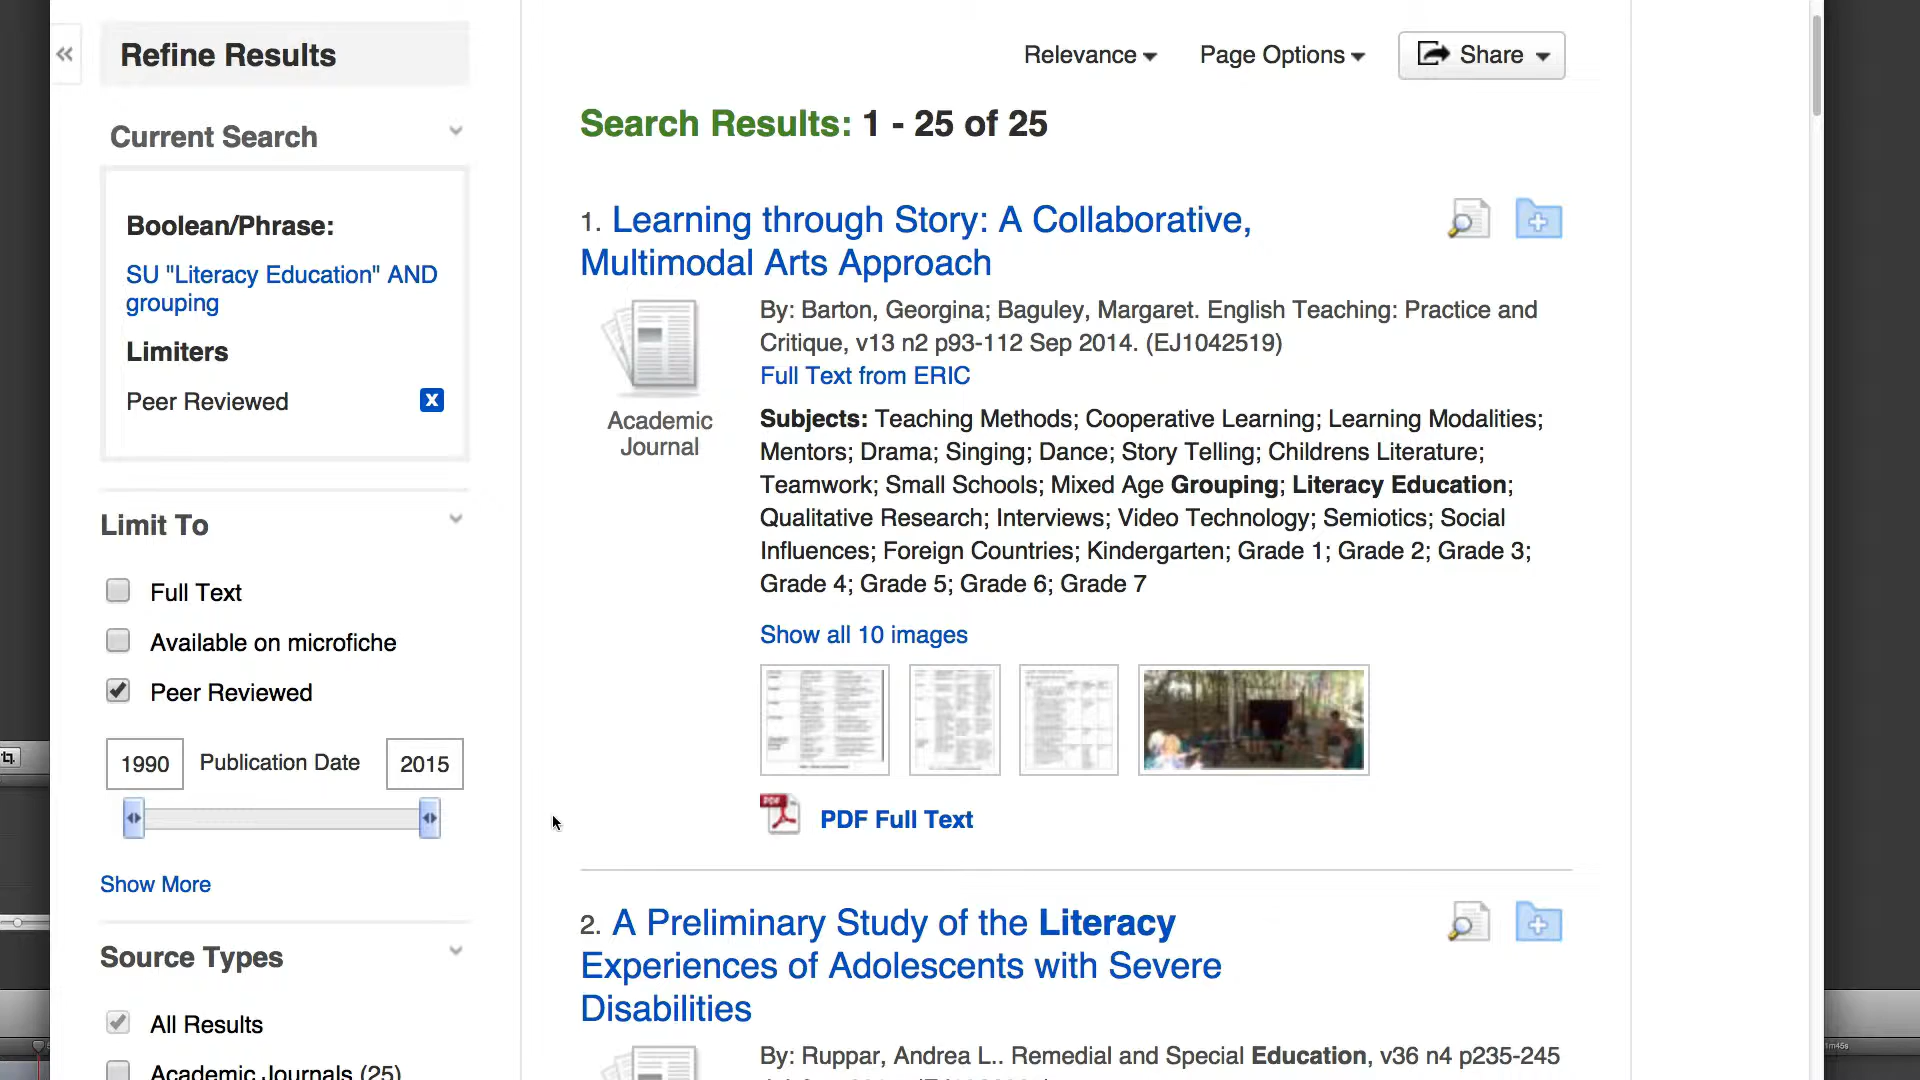 Refine Results
Current Search
Boolean/Phrase:
SU "Literacy Education" AND
grouping
Limiters
Peer Reviewed
x
Limit To
Full Text
Available on microfiche
Peer Reviewed
1990 Publication Date 2015
Show More
Source Types
All Results
Academic Journals (25)
Relevance Page Options Share
Search Results: 1 - 25 of 25
1. Learning through Story: A Collaborative,
Multimodal Arts Approach
Academic
Journal
By: Barton, Georgina; Baguley, Margaret. English Teaching: Practice and
Critique, v13 n2 p93-112 Sep 2014. (EJ1042519)
Full Text from ERIC
Subjects: Teaching Methods; Cooperative Learning; Learning Modalities;
Mentors; Drama; Singing; Dance; Story Telling; Childrens Literature;
Teamwork; Small Schools; Mixed Age Grouping; Literacy Education;
Qualitative Research; Interviews; Video Technology; Semiotics; Social
Influences; Foreign Countries; Kindergarten; Grade 1; Grade 2; Grade 3;
Grade 4; Grade 5; Grade 6; Grade 7
Show all 10 images
PDF
PDF Full Text
2. A Preliminary Study of the Literacy
Experiences of Adolescents with Severe
Disabilities
By: Ruppar, Andrea L.. Remedial and Special Education, v36 n4 p235-245
1m45s